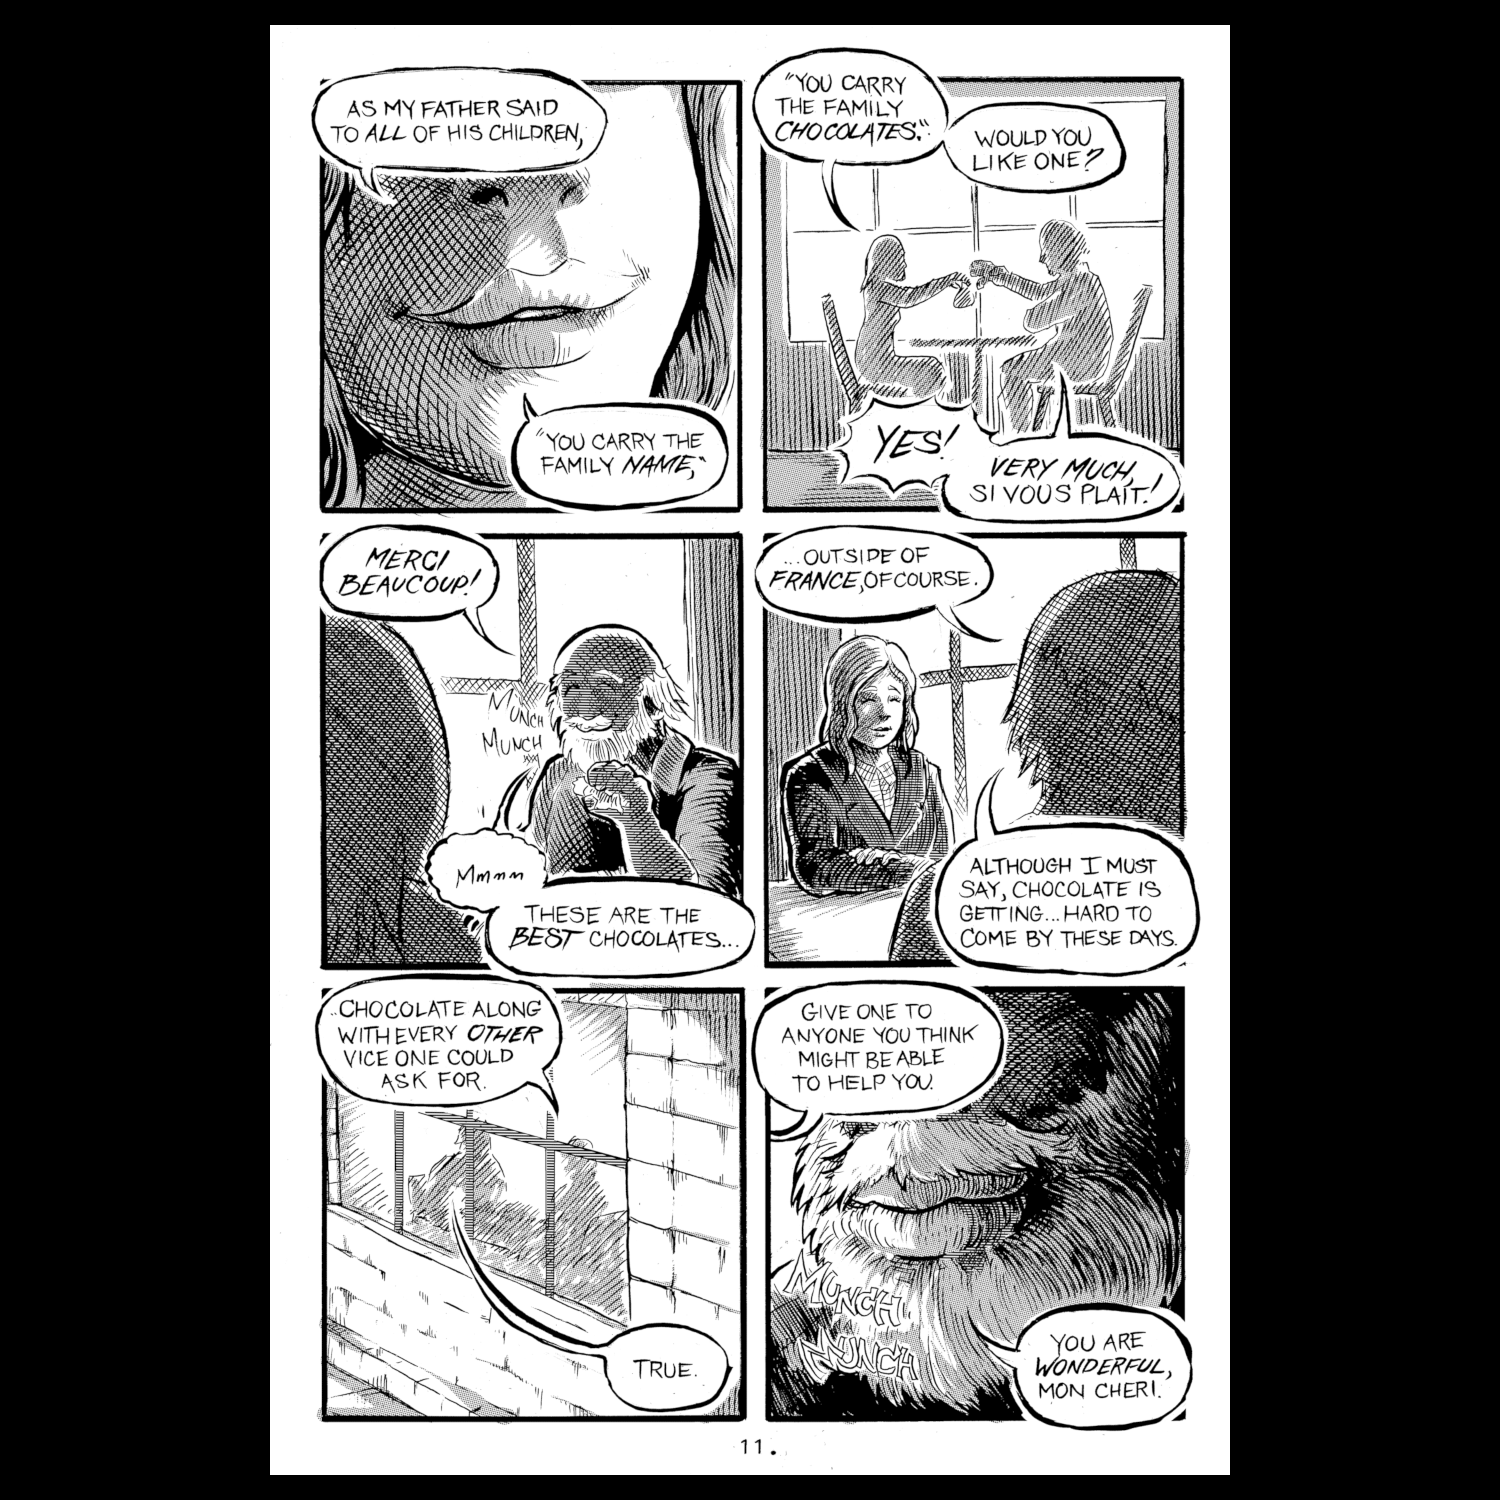 AS MY FATHER SAID
TO ALL OF HIS CHILDREN,
"YOU CARRY THE
FAMILY NAME,"
"YOU CARRY
THE FAMILY
CHOCOLATES."
WOULD YOU
LIKE ONE?
YES!
VERY MUCH,
SI VOUS PLAIT!
MERCI
BEAUCOUP!
MUNCH
MUNCH
Mmmm
THESE ARE THE
BEST CHOCOLATES...
...OUTSIDE OF
FRANCE, OF COURSE.
ALTHOUGH I MUST
SAY, CHOCOLATE IS
GETTING...HARD TO
COME BY THESE DAYS.
..CHOCOLATE ALONG
WITH EVERY OTHER
VICE ONE COULD
ASK FOR.
TRUE.
GIVE ONE TO
ANYONE YOU THINK
MIGHT BE ABLE
TO HELP YOU.
MUNCH
MUNCH
YOU ARE
WONDERFUL,
MON CHERI.
11.